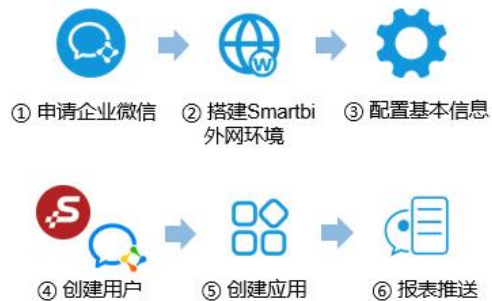 ① 申请企业微信
② 搭建Smartbi
外网环境
③ 配置基本信息
④ 创建用户
⑤ 创建应用
⑥ 报表推送